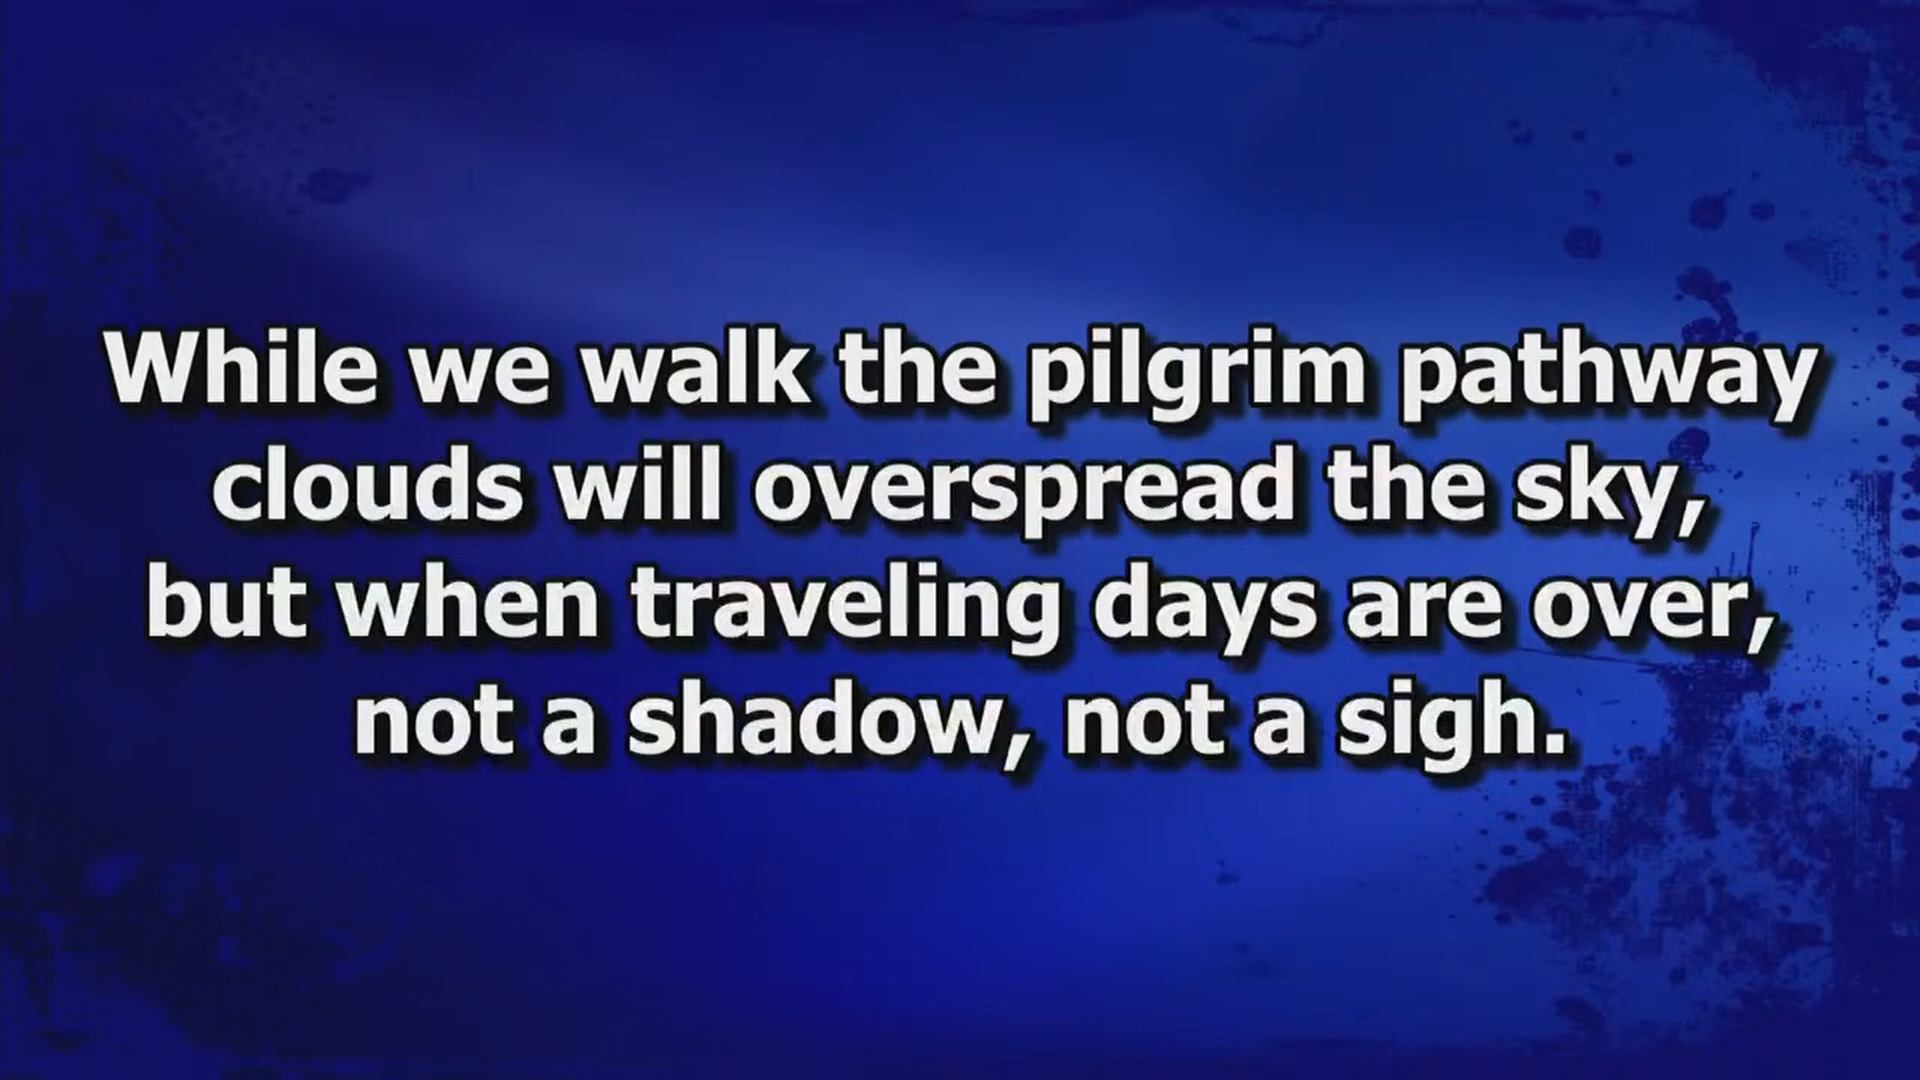 While we walk the pilgrim pathway
clouds will overspread the sky,
but when traveling days are over,
not a shadow, not a sigh.